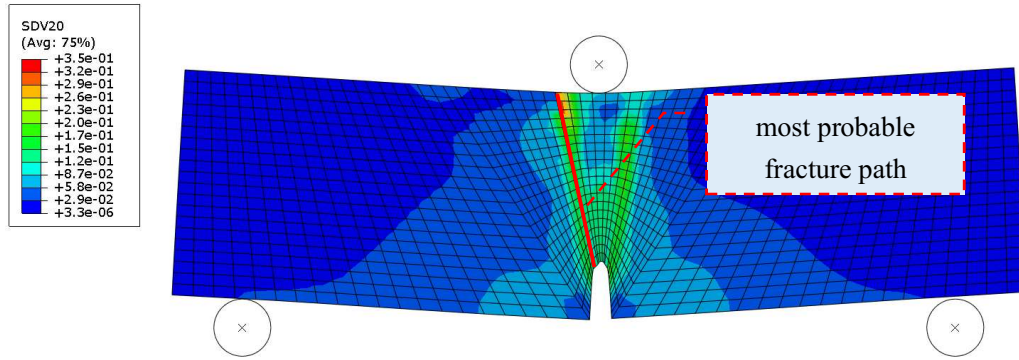 SDV20
(Avg: 75%)
+3.5e-01
+3.2e-01
+2.9e-01
+2.6e-01
+2.3e-01
+2.0e-01
+1.7e-01
+1.5e-01
+1.2e-01
+8.7e-02
+5.8e-02
+2.9e-02
+3.3e-06
most probable
fracture path